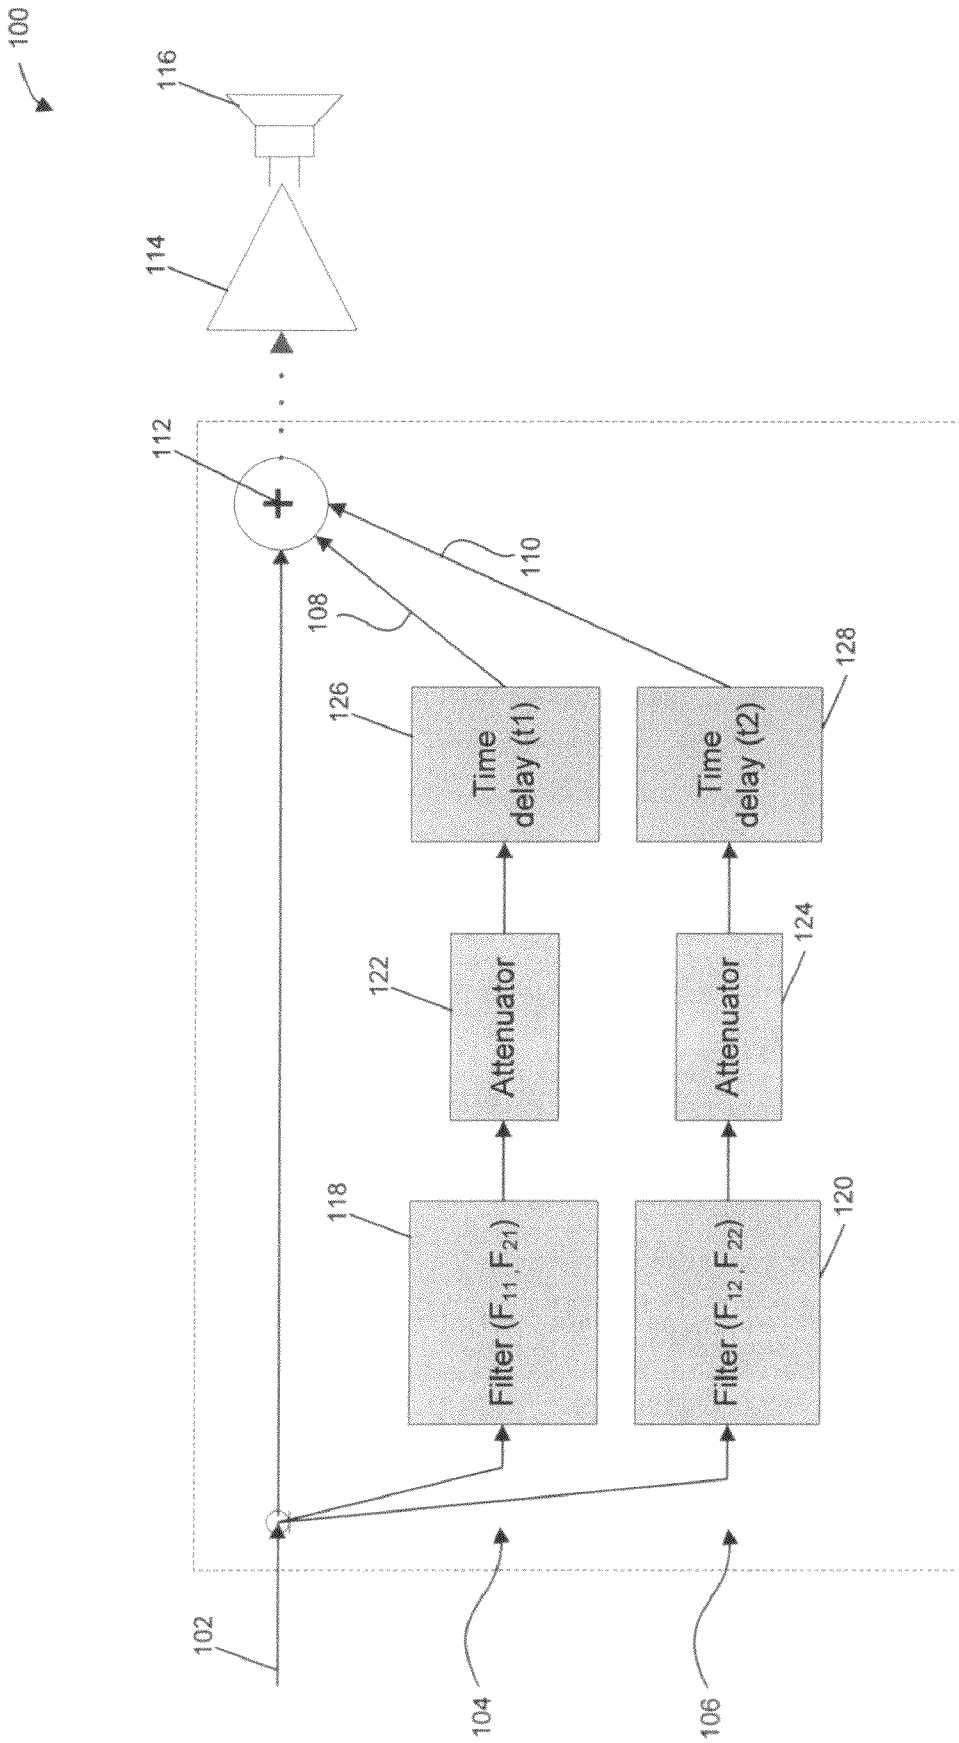 100
102
104
106
108
110
112
114
116
+
118
Filter (F₁₁,F₂₁)
122
Attenuator
126
Time
delay (t1)
120
Filter (F₁₂,F₂₂)
124
Attenuator
128
Time
delay (t2)